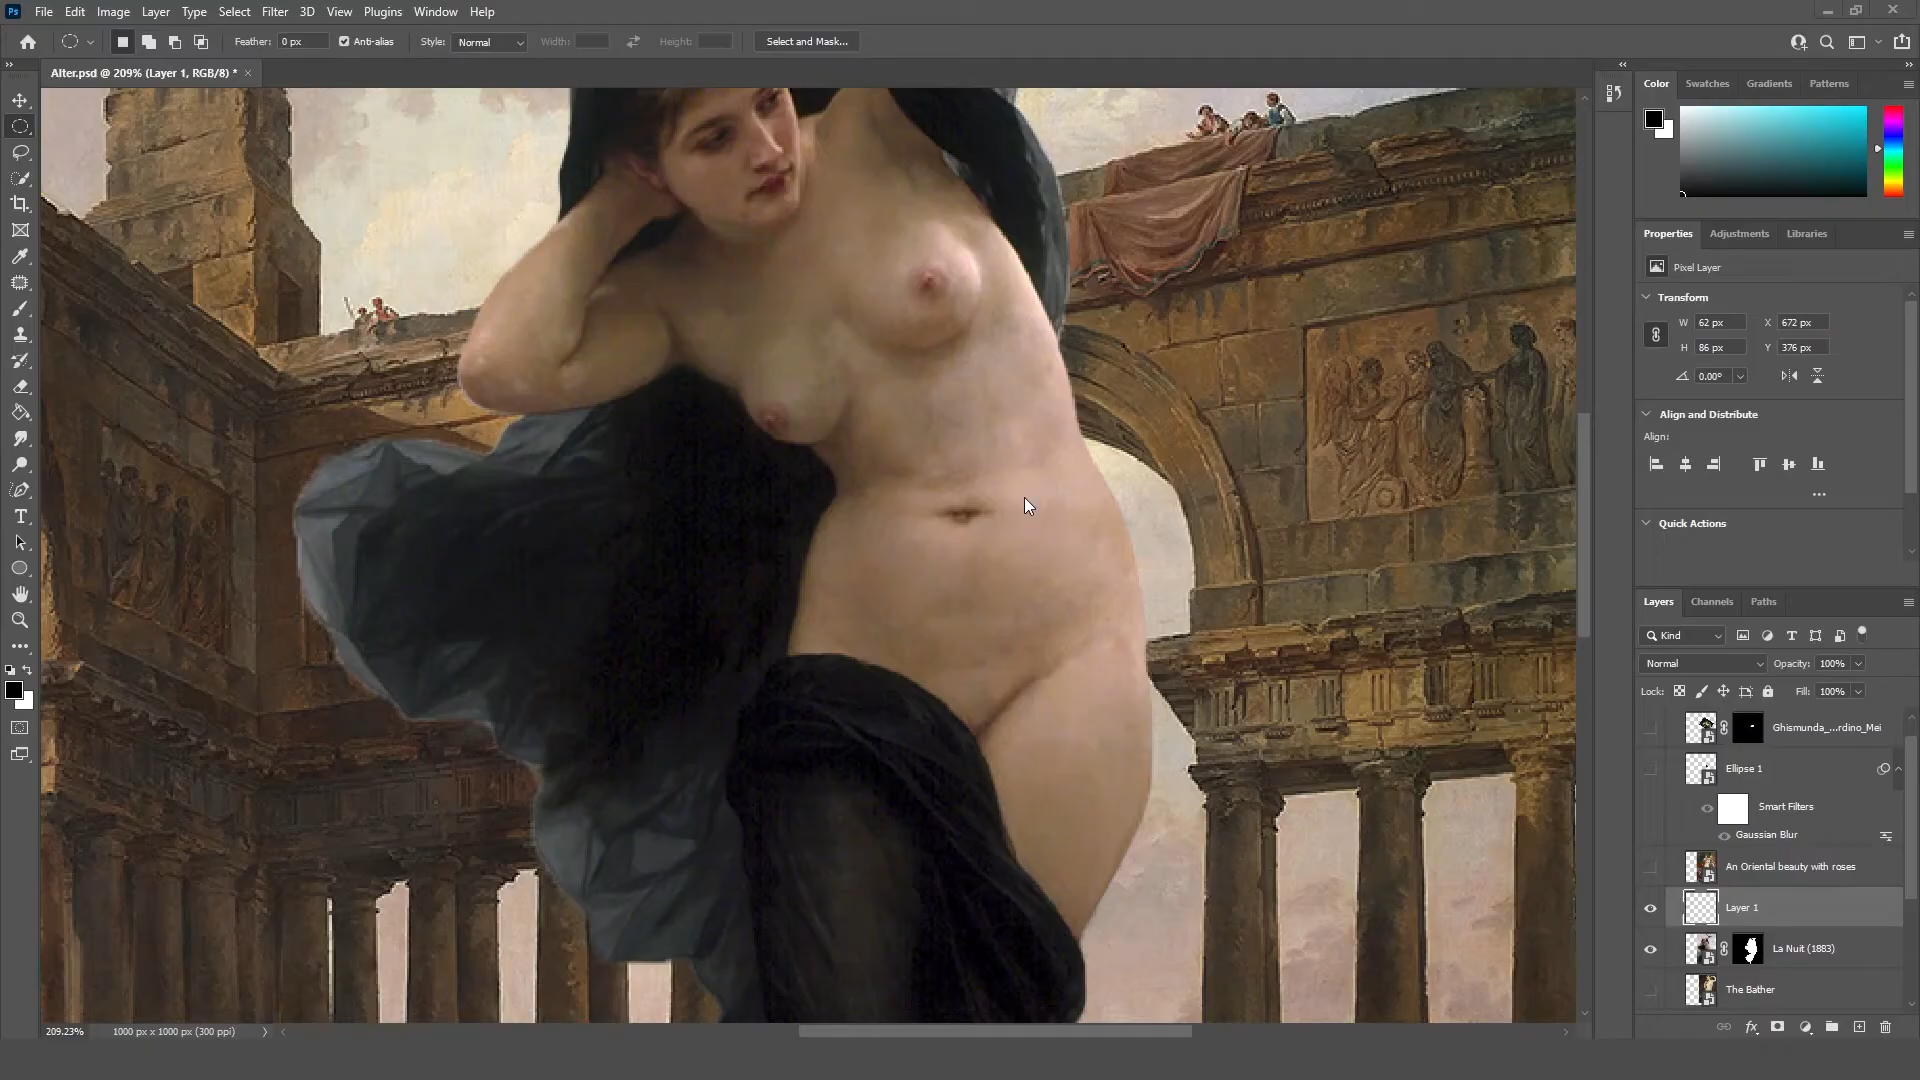 Ps File Edit Image Layer Type Select Filter 3D View Plugins Window Help
Feather: 0 px Anti-alias Style: Normal Width: Height: Select and Mask...
Alter.psd @ 209% (Layer 1, RGB/8) *
Color Swatches Gradients Patterns
Properties Adjustments Libraries
Pixel Layer
Transform
W 62 px X 672 px
H 86 px Y 376 px
0.00°
Align and Distribute
Align:
Quick Actions
Layers Channels Paths
Kind
Normal Opacity: 100%
Lock: Fill: 100%
Ghismunda_...rdino_Mei
Ellipse 1
Smart Filters
Gaussian Blur
An Oriental beauty with roses
Layer 1
La Nuit (1883)
The Bather
209.23% 1000 px x 1000 px (300 ppi)